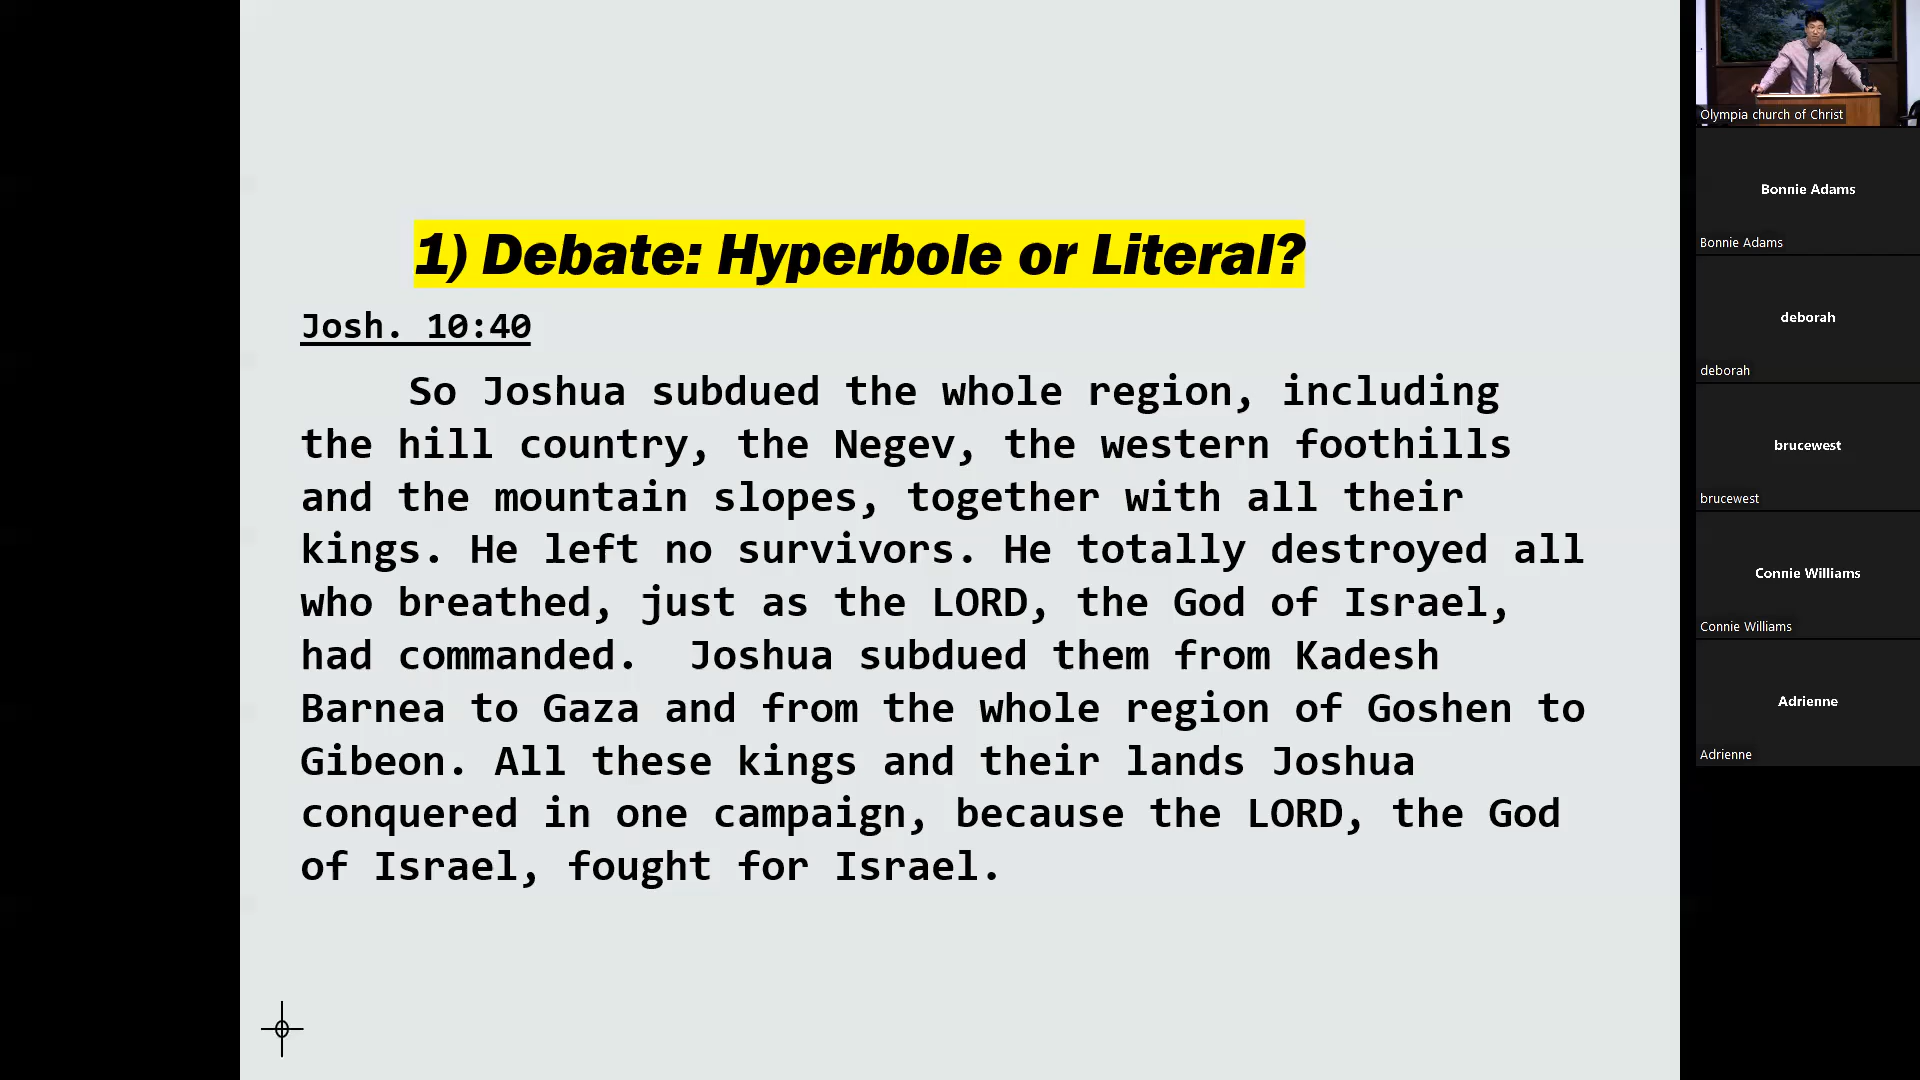 1) Debate: Hyperbole or Literal?
Josh. 10:40
So Joshua subdued the whole region, including
the hill country, the Negev, the western foothills
and the mountain slopes, together with all their
kings. He left no survivors. He totally destroyed all
who breathed, just as the LORD, the God of Israel,
had commanded.  Joshua subdued them from Kadesh
Barnea to Gaza and from the whole region of Goshen to
Gibeon. All these kings and their lands Joshua
conquered in one campaign, because the LORD, the God
of Israel, fought for Israel.
Olympia church of Christ
Bonnie Adams
Bonnie Adams
deborah
deborah
brucewest
brucewest
Connie Williams
Connie Williams
Adrienne
Adrienne